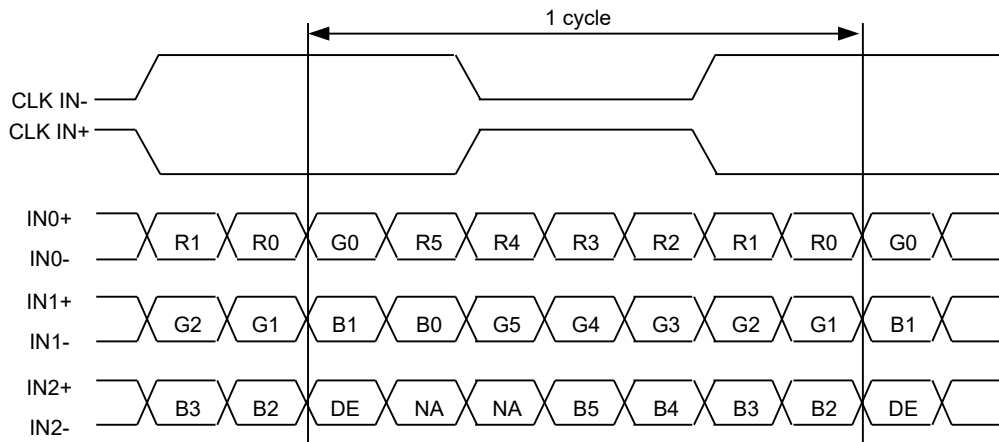 1 cycle
CLK IN-
CLK IN+
IN0+
R1 R0 G0 R5 R4 R3 R2 R1 R0 G0
IN0-
IN1+
G2 G1 B1 B0 G5 G4 G3 G2 G1 B1
IN1-
IN2+
B3 B2 DE NA NA B5 B4 B3 B2 DE
IN2-